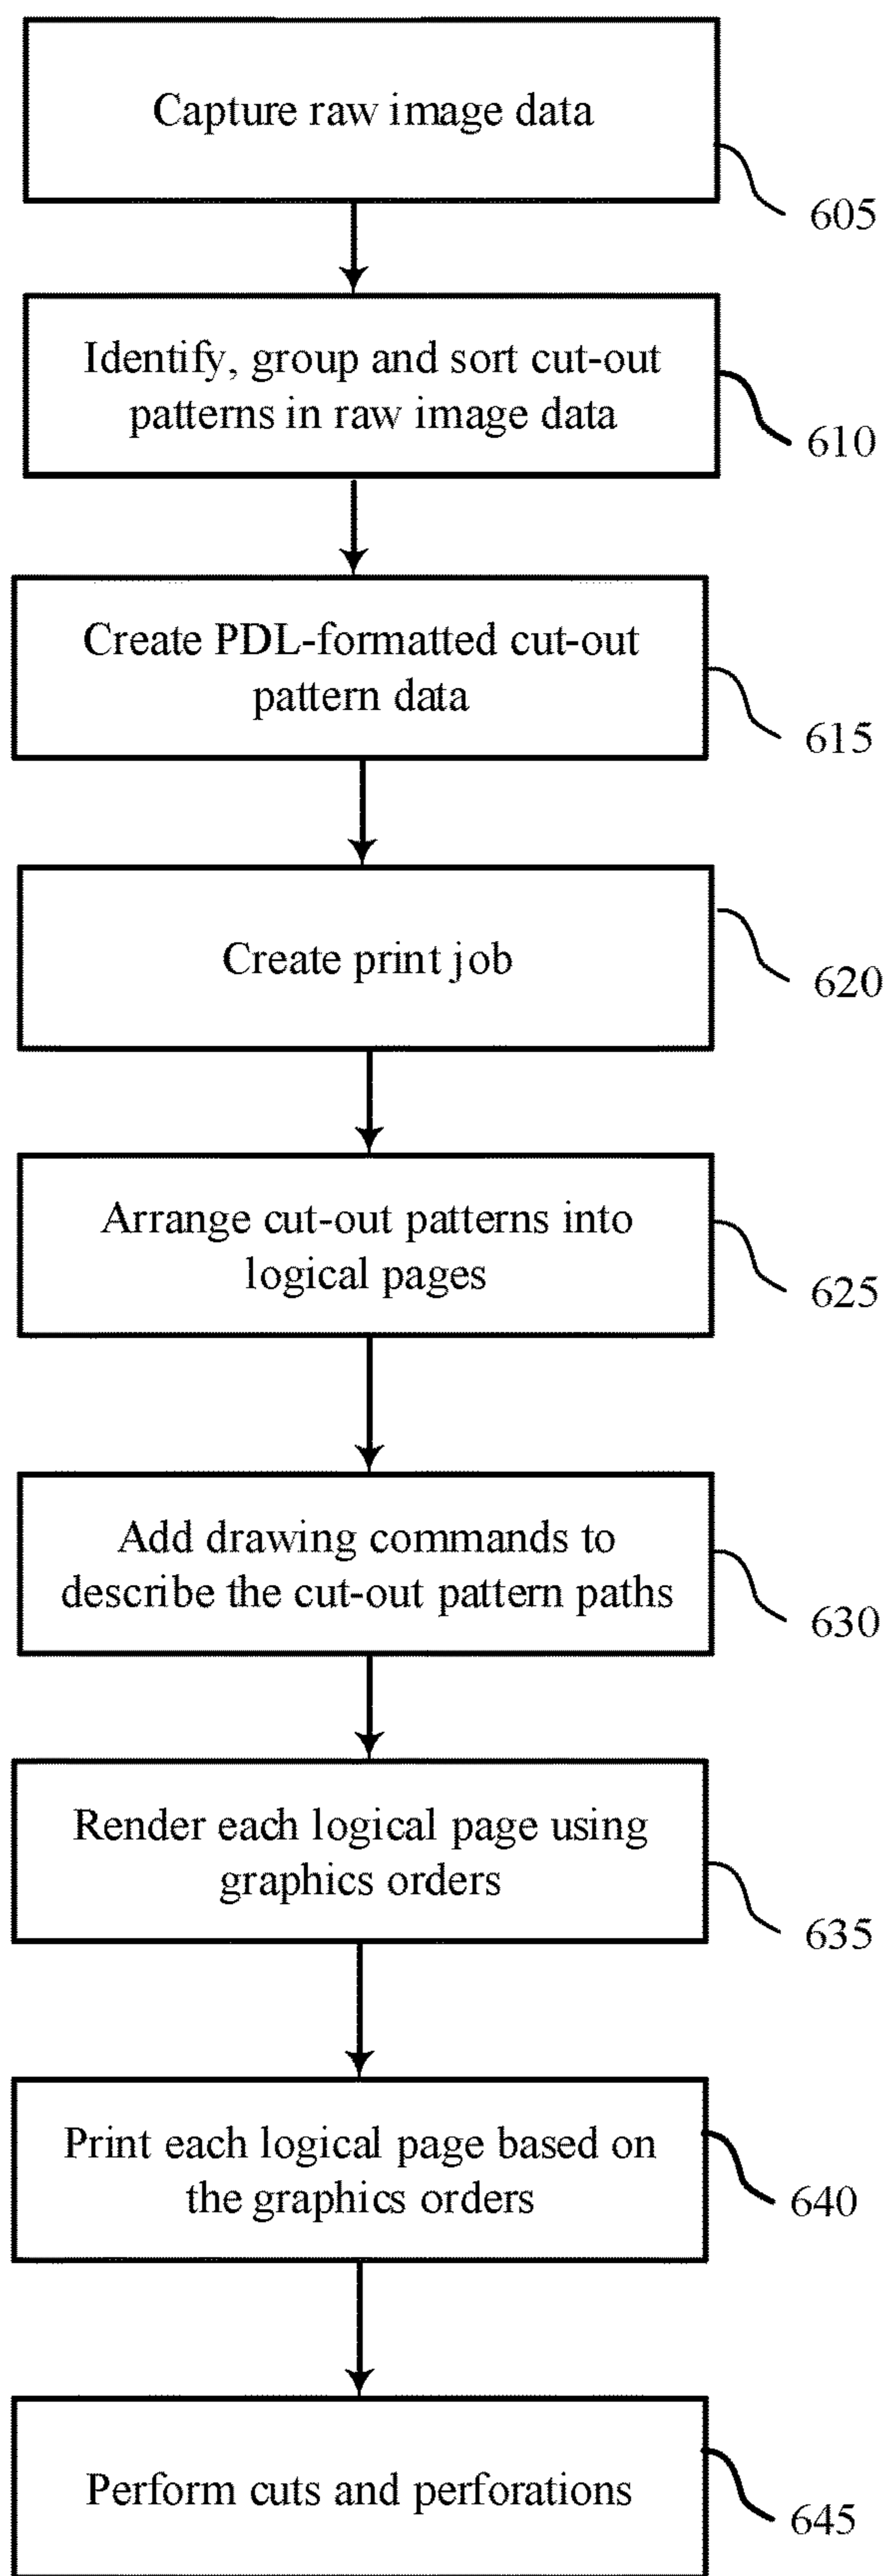 Capture raw image data
605
Identify, group and sort cut-out
patterns in raw image data
610
Create PDL-formatted cut-out
pattern data
615
Create print job
620
Arrange cut-out patterns into
logical pages
625
Add drawing commands to
describe the cut-out pattern paths
630
Render each logical page using
graphics orders
635
Print each logical page based on
the graphics orders
640
Perform cuts and perforations
645